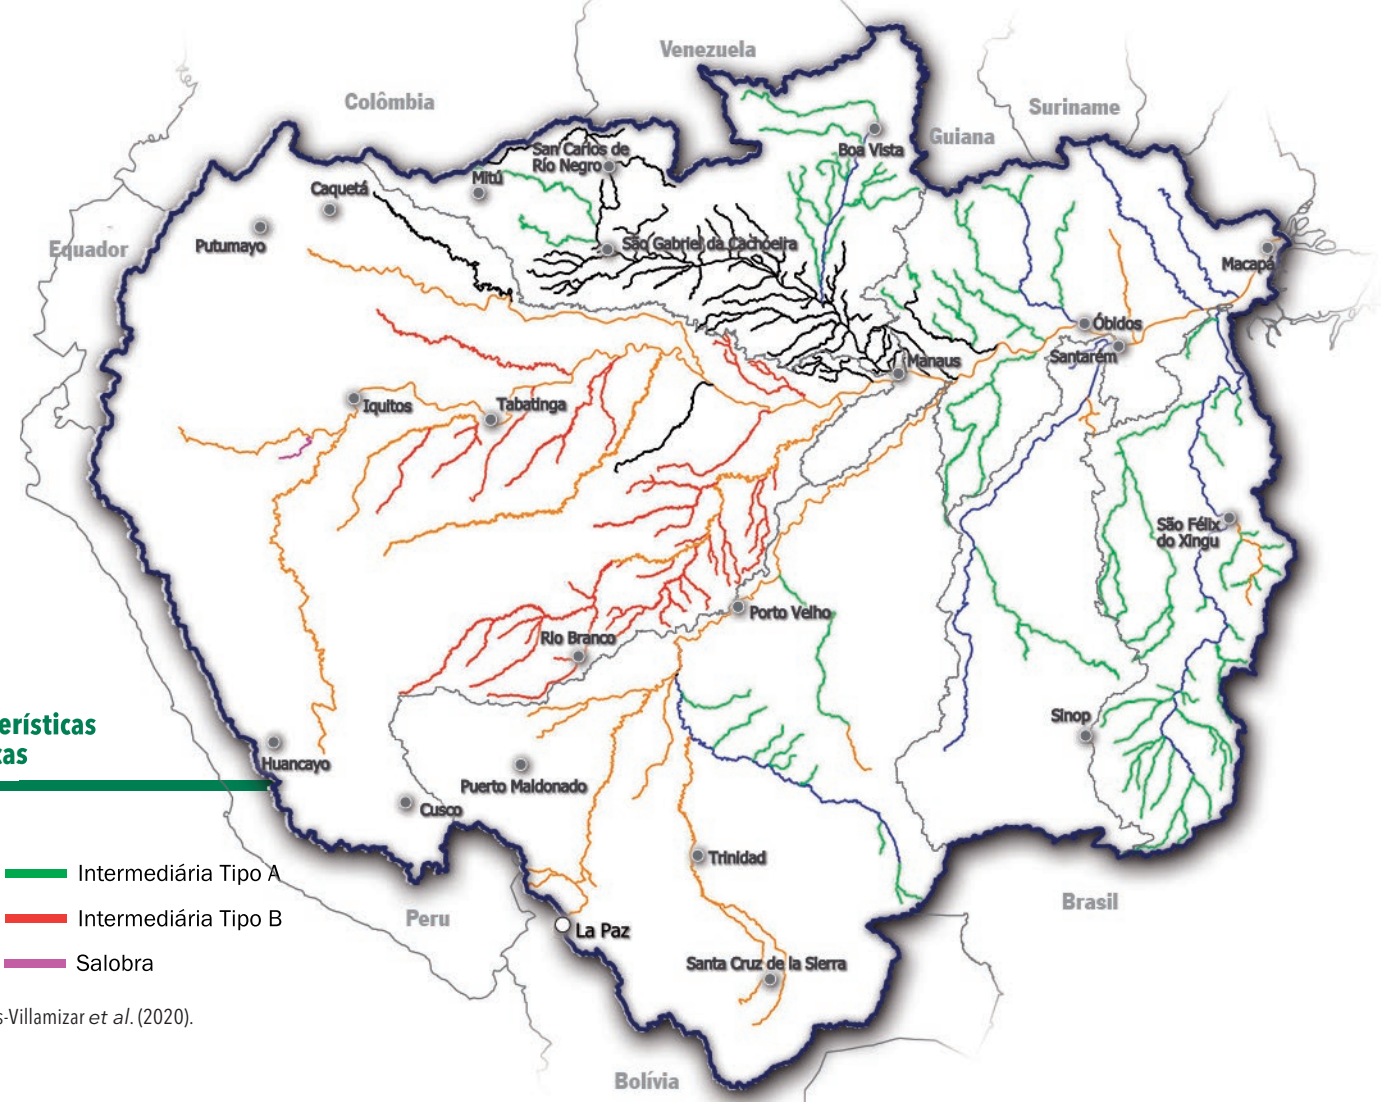 Venezuela
Colômbia
Suriname
Guiana
San Carlos de
Río Negro
Boa Vista
Mitú
Caquetá
Putumayo
São Gabriel da Cachoeira
Equador
Macapá
Óbidos
Santarém
Manaus
Iquitos
Tabatinga
São Félix
do Xingu
Porto Velho
Rio Branco
Sinop
erísticas
Huancayo
Puerto Maldonado
Cusco
Trinidad
Intermediária Tipo A
Intermediária Tipo B
Peru
Brasil
La Paz
Salobra
Santa Cruz de la Sierra
s-Villamizar et al. (2020).
Bolívia